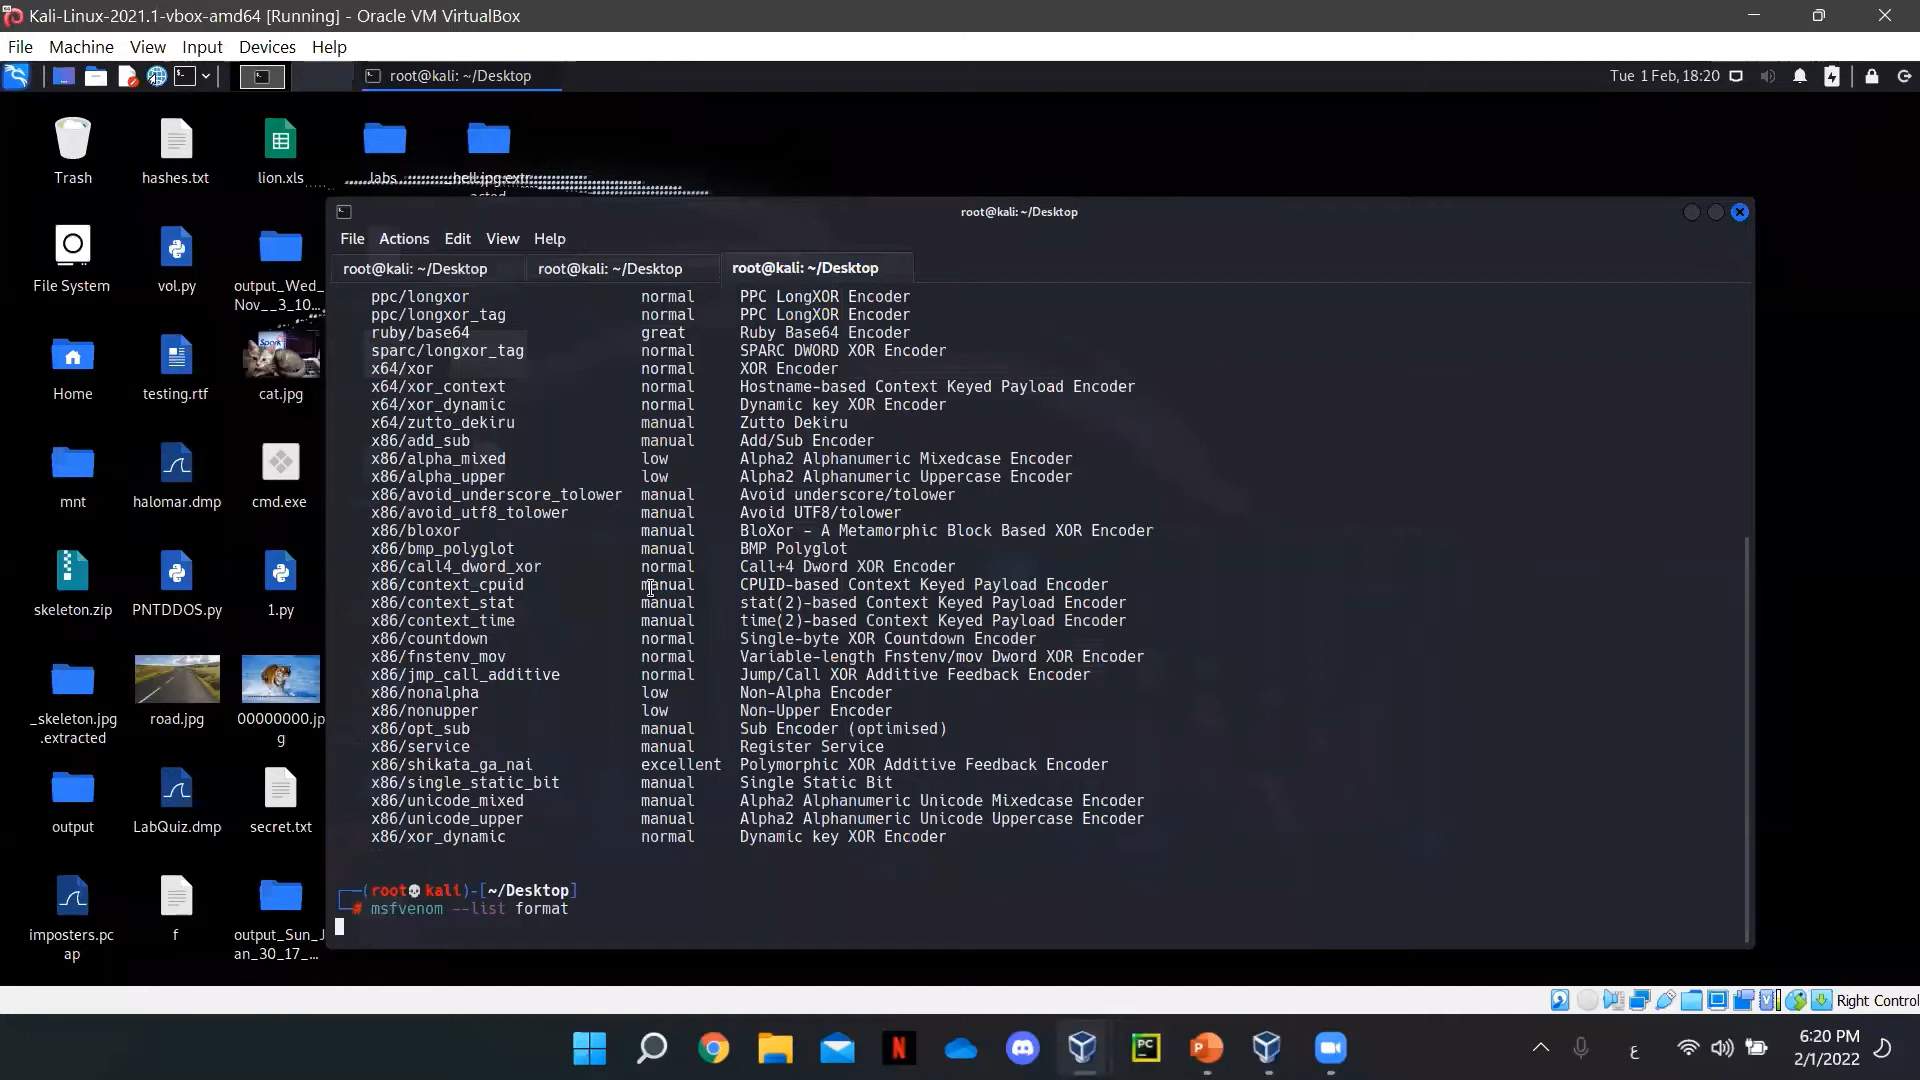 Kali-Linux-2021.1-vbox-amd64 [Running] - Oracle VM VirtualBox
File Machine View Input Devices Help
root@kali: ~/Desktop
Tue 1 Feb, 18:20
Trash
hashes.txt
lion.xls
labs
_hell.jpg.extr
acted
File System
vol.py
output_Wed_
Nov__3_10...
Home
testing.rtf
cat.jpg
mnt
halomar.dmp
cmd.exe
skeleton.zip
PNTDDOS.py
1.py
_skeleton.jpg
.extracted
road.jpg
00000000.jp
g
output
LabQuiz.dmp
secret.txt
imposters.pc
ap
f
output_Sun_J
an_30_17_...
root@kali: ~/Desktop
File Actions Edit View Help
root@kali: ~/Desktop
root@kali: ~/Desktop
root@kali: ~/Desktop
ppc/longxor normal PPC LongXOR Encoder
ppc/longxor_tag normal PPC LongXOR Encoder
ruby/base64 great Ruby Base64 Encoder
sparc/longxor_tag normal SPARC DWORD XOR Encoder
x64/xor normal XOR Encoder
x64/xor_context normal Hostname-based Context Keyed Payload Encoder
x64/xor_dynamic normal Dynamic key XOR Encoder
x64/zutto_dekiru manual Zutto Dekiru
x86/add_sub manual Add/Sub Encoder
x86/alpha_mixed low Alpha2 Alphanumeric Mixedcase Encoder
x86/alpha_upper low Alpha2 Alphanumeric Uppercase Encoder
x86/avoid_underscore_tolower manual Avoid underscore/tolower
x86/avoid_utf8_tolower manual Avoid UTF8/tolower
x86/bloxor manual BloXor - A Metamorphic Block Based XOR Encoder
x86/bmp_polyglot manual BMP Polyglot
x86/call4_dword_xor normal Call+4 Dword XOR Encoder
x86/context_cpuid manual CPUID-based Context Keyed Payload Encoder
x86/context_stat manual stat(2)-based Context Keyed Payload Encoder
x86/context_time manual time(2)-based Context Keyed Payload Encoder
x86/countdown normal Single-byte XOR Countdown Encoder
x86/fnstenv_mov normal Variable-length Fnstenv/mov Dword XOR Encoder
x86/jmp_call_additive normal Jump/Call XOR Additive Feedback Encoder
x86/nonalpha low Non-Alpha Encoder
x86/nonupper low Non-Upper Encoder
x86/opt_sub manual Sub Encoder (optimised)
x86/service manual Register Service
x86/shikata_ga_nai excellent Polymorphic XOR Additive Feedback Encoder
x86/single_static_bit manual Single Static Bit
x86/unicode_mixed manual Alpha2 Alphanumeric Unicode Mixedcase Encoder
x86/unicode_upper manual Alpha2 Alphanumeric Unicode Uppercase Encoder
x86/xor_dynamic normal Dynamic key XOR Encoder
┌──(root💀kali)-[~/Desktop]
└─# msfvenom --list format
Right Control
N
PC
P
ع
6:20 PM
2/1/2022